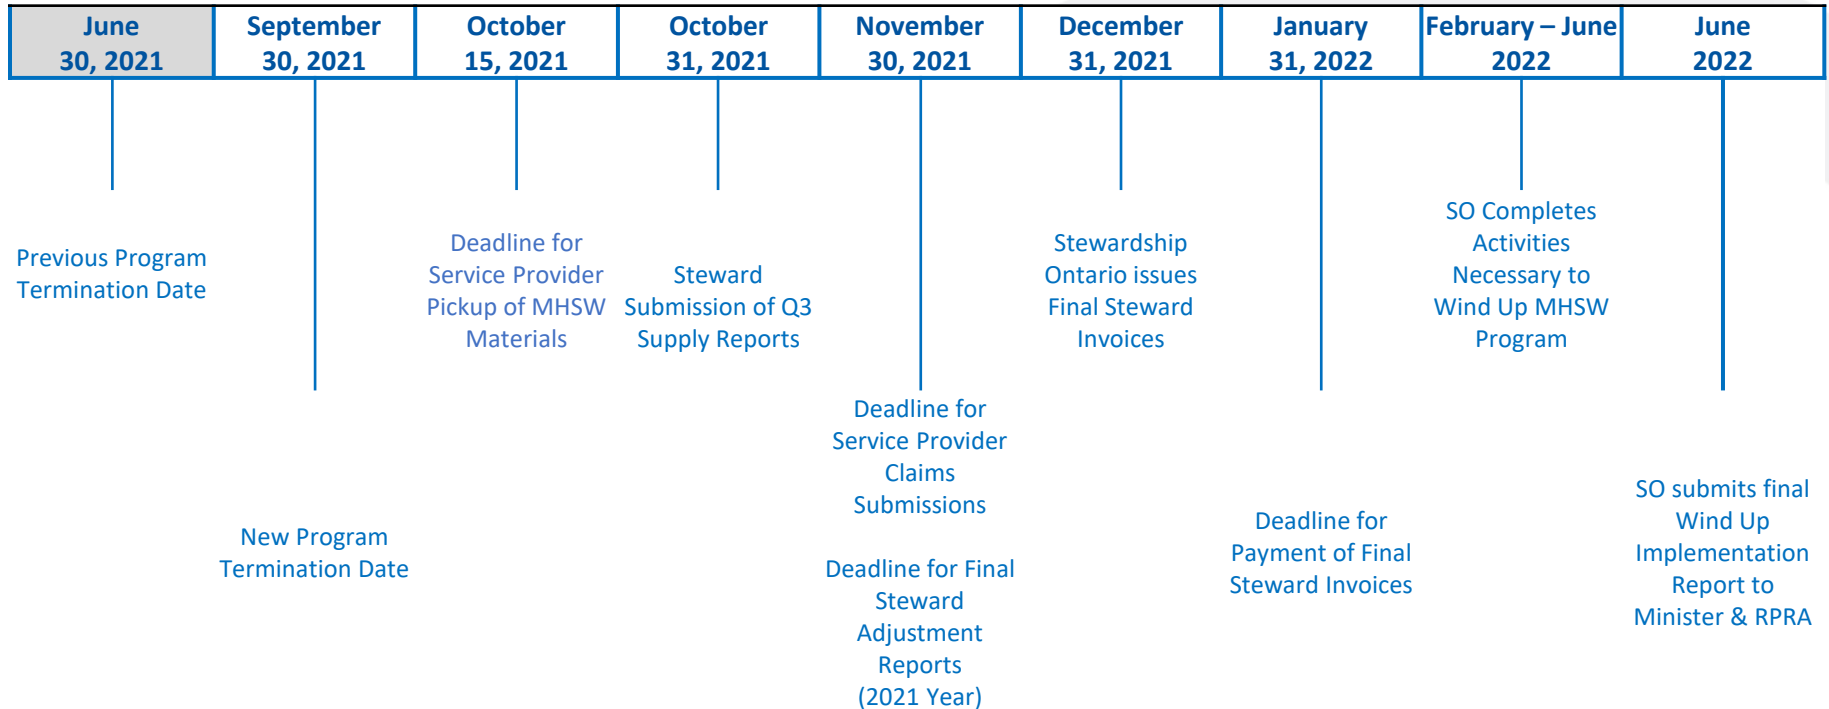 June
30, 2021
September
30, 2021
October
15, 2021
October
31, 2021
November
30, 2021
December
31, 2021
January
31, 2022
February – June
2022
June
2022
Previous Program
Termination Date
New Program
Termination Date
Deadline for
Service Provider
Pickup of MHSW
Materials
Steward
Submission of Q3
Supply Reports
Deadline for
Service Provider
Claims
Submissions
Deadline for Final
Steward
Adjustment
Reports
(2021 Year)
Stewardship
Ontario issues
Final Steward
Invoices
Deadline for
Payment of Final
Steward Invoices
SO Completes
Activities
Necessary to
Wind Up MHSW
Program
SO submits final
Wind Up
Implementation
Report to
Minister & RPRA